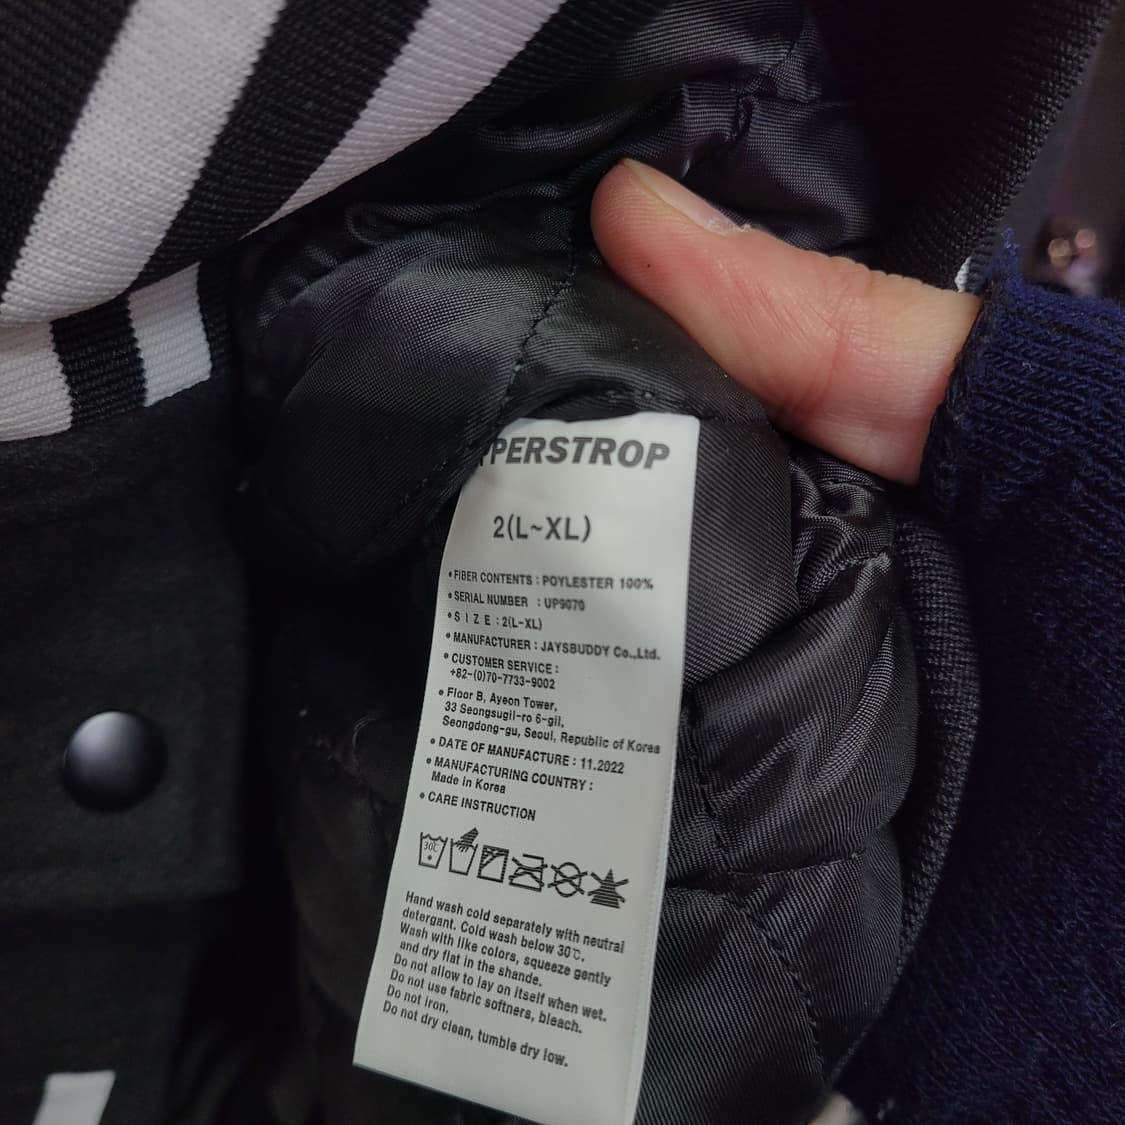 PERSTROP
2(L~XL)
• FIBER CONTENTS : POYLESTER 100%
• SERIAL NUMBER : UP9070
• S I Z E : 2(L-XL)
• MANUFACTURER : JAYSBUDDY Co.,Ltd.
• CUSTOMER SERVICE :
+82-(0)70-7733-9002
• Floor B, Ayeon Tower,
33 Seongsugil-ro 6-gil,
Seongdong-gu, Seoul, Republic of Korea
• DATE OF MANUFACTURE : 11.2022
• MANUFACTURING COUNTRY :
Made in Korea
• CARE INSTRUCTION
30℃
Hand wash cold separately with neutral
detergant. Cold wash below 30℃.
Wash with like colors, squeeze gently
and dry flat in the shande.
Do not allow to lay on itself when wet.
Do not use fabric softners, bleach.
Do not iron.
Do not dry clean, tumble dry low.